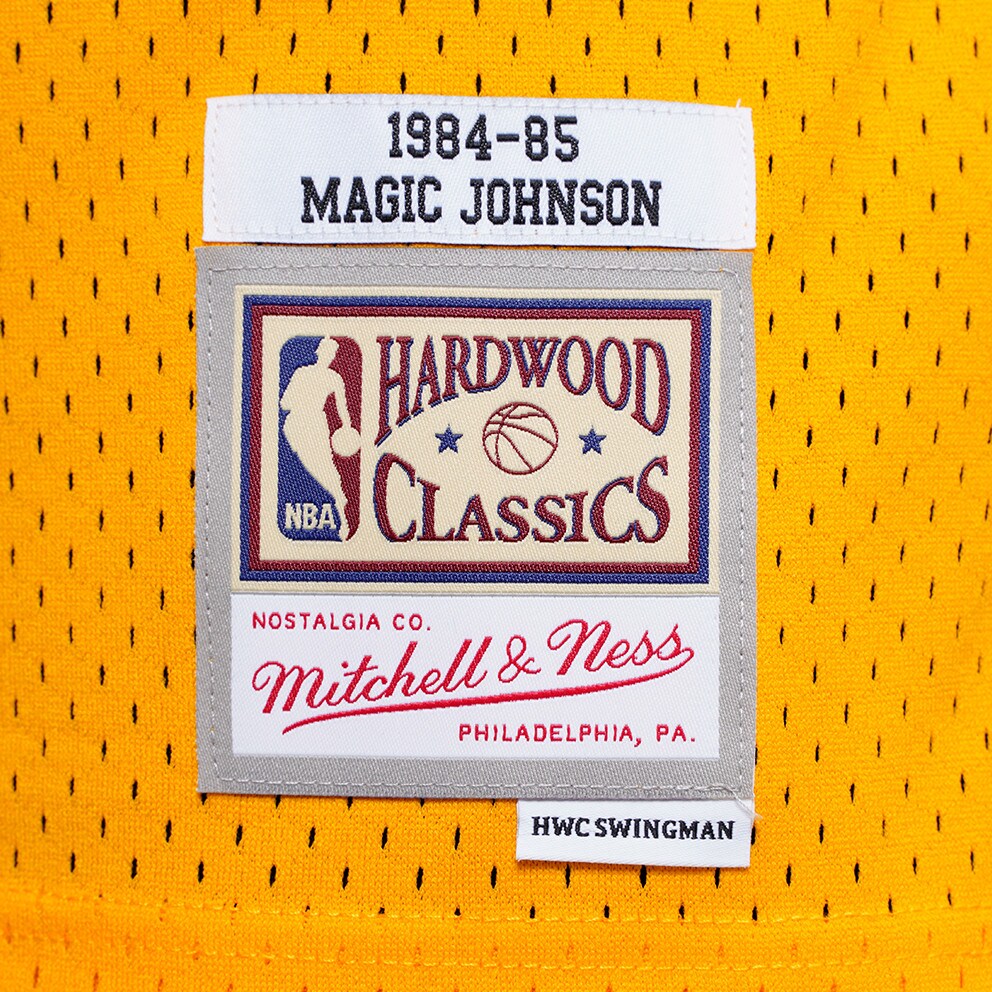 1984-85
MAGIC JOHNSON
HARDWOOD
CLASSICS
NBA
NOSTALGIA CO.
Mitchell & Ness
PHILADELPHIA, PA.
HWC SWINGMAN